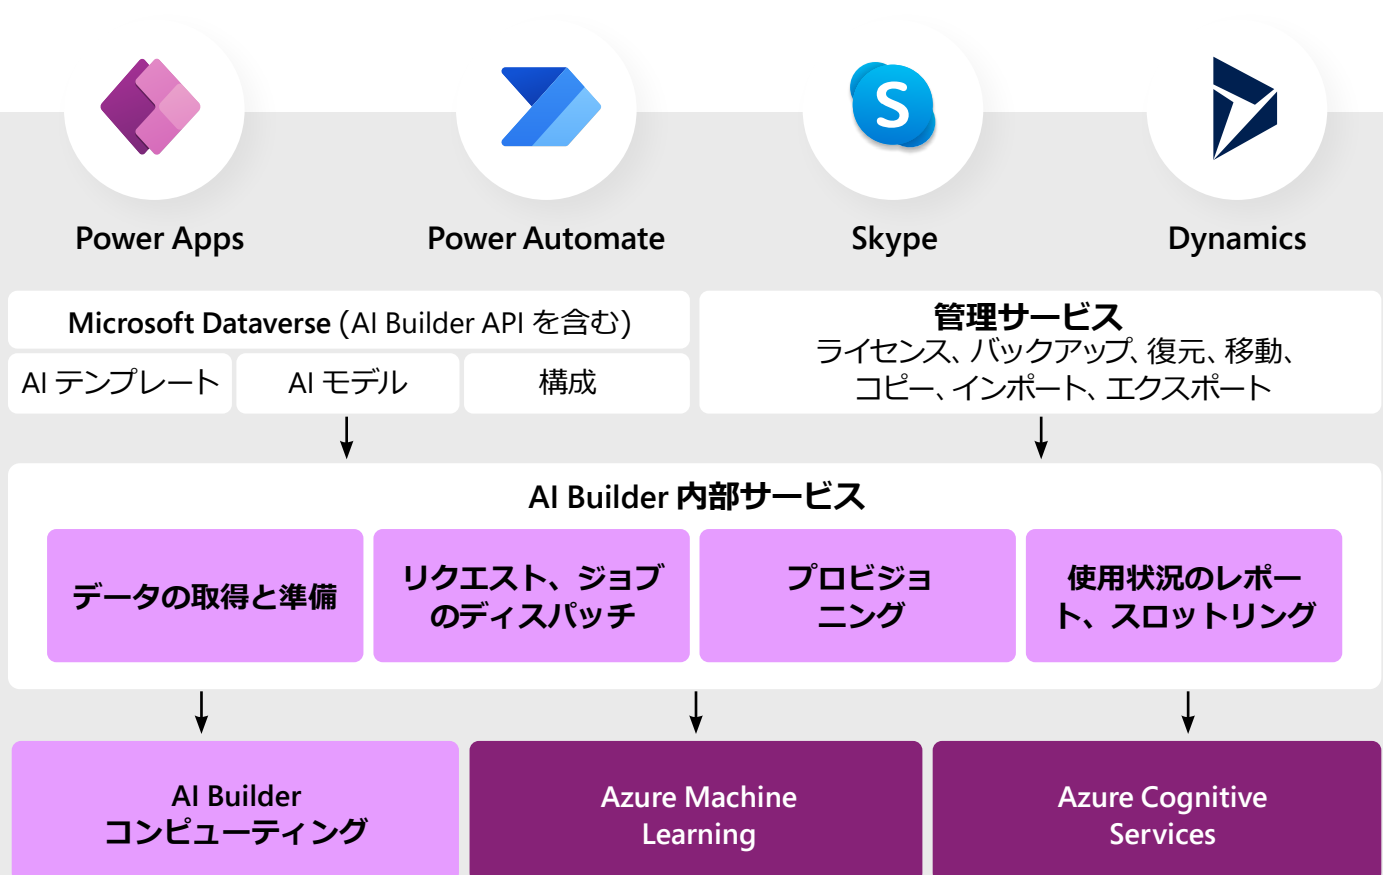 S
Power Apps
Power Automate
Skype
Dynamics
Microsoft Dataverse (AI Builder API を含む)
AI テンプレート
AI モデル
構成
管理サービス
ライセンス、バックアップ、復元、移動、
コピー、インポート、エクスポート
AI Builder 内部サービス
データの取得と準備
リクエスト、ジョブ
のディスパッチ
プロビジョ
ニング
使用状況のレポー
ト、スロットリング
AI Builder
コンピューティング
Azure Machine
Learning
Azure Cognitive
Services